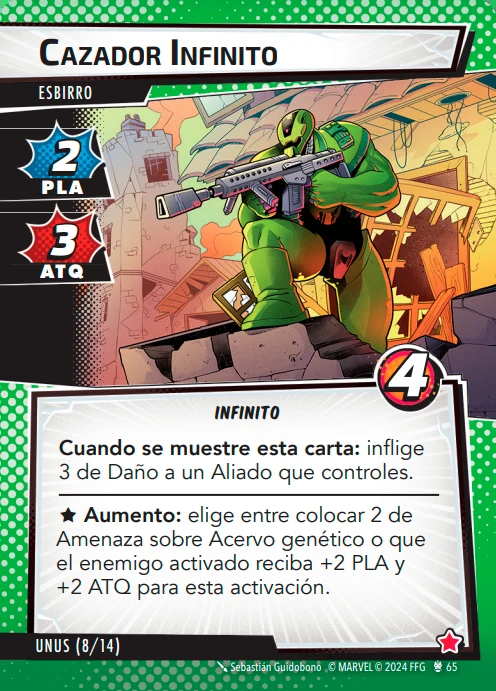 Cazador Infinito
ESBIRRO
2
PLA
3
ATQ
4
INFINITO
Cuando se muestre esta carta: inflige
3 de Daño a un Aliado que controles.
★ Aumento: elige entre colocar 2 de
Amenaza sobre Acervo genético o que
el enemigo activado reciba +2 PLA y
+2 ATQ para esta activación.
UNUS (8/14)
Sebastián Guidobono . © MARVEL © 2024 FFG 65